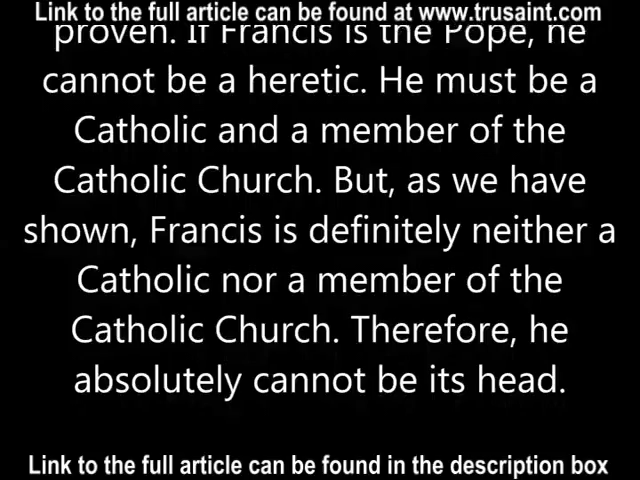 Link to the full article can be found at www.trusaint.com
proven. If Francis is the Pope, he
cannot be a heretic. He must be a
Catholic and a member of the
Catholic Church. But, as we have
shown, Francis is definitely neither a
Catholic nor a member of the
Catholic Church. Therefore, he
absolutely cannot be its head.
Link to the full article can be found in the description box